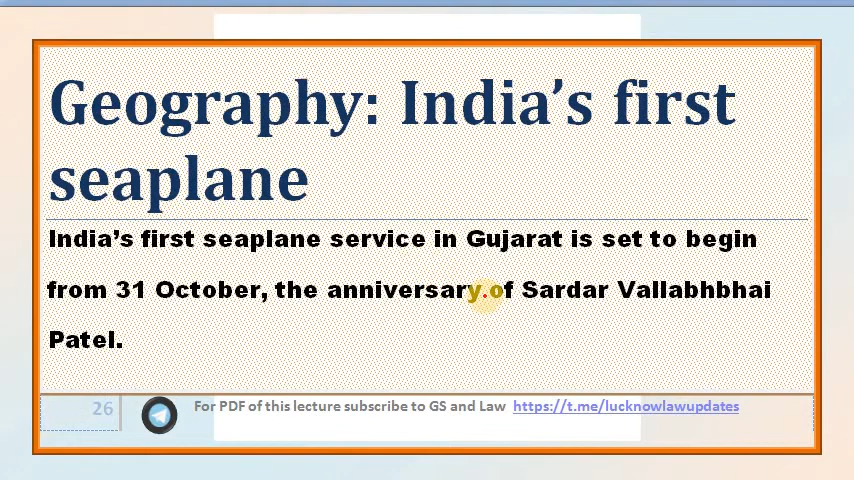 Geography: India’s first
seaplane
India’s first seaplane service in Gujarat is set to begin
from 31 October, the anniversary of Sardar Vallabhbhai
Patel.
26
For PDF of this lecture subscribe to GS and Law https://t.me/lucknowlawupdates